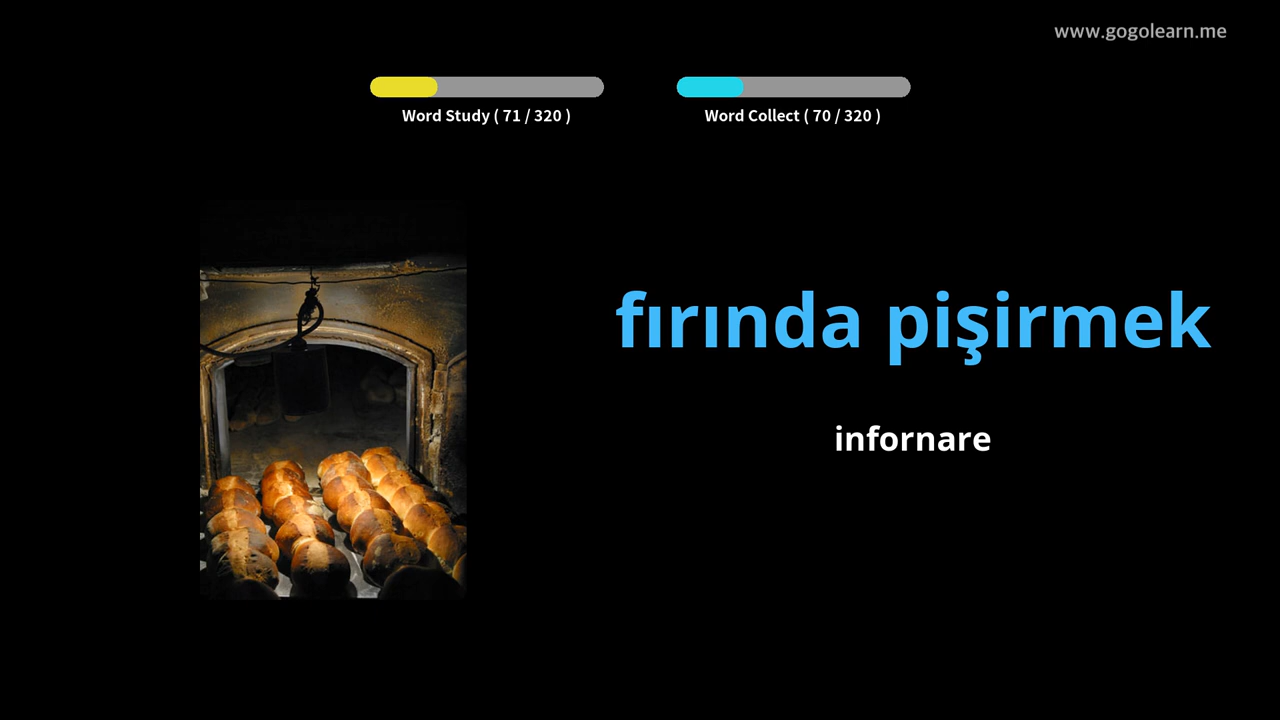 www.gogolearn.me
Word Study ( 71 / 320 )
Word Collect ( 70 / 320 )
fırında pişirmek
infornare